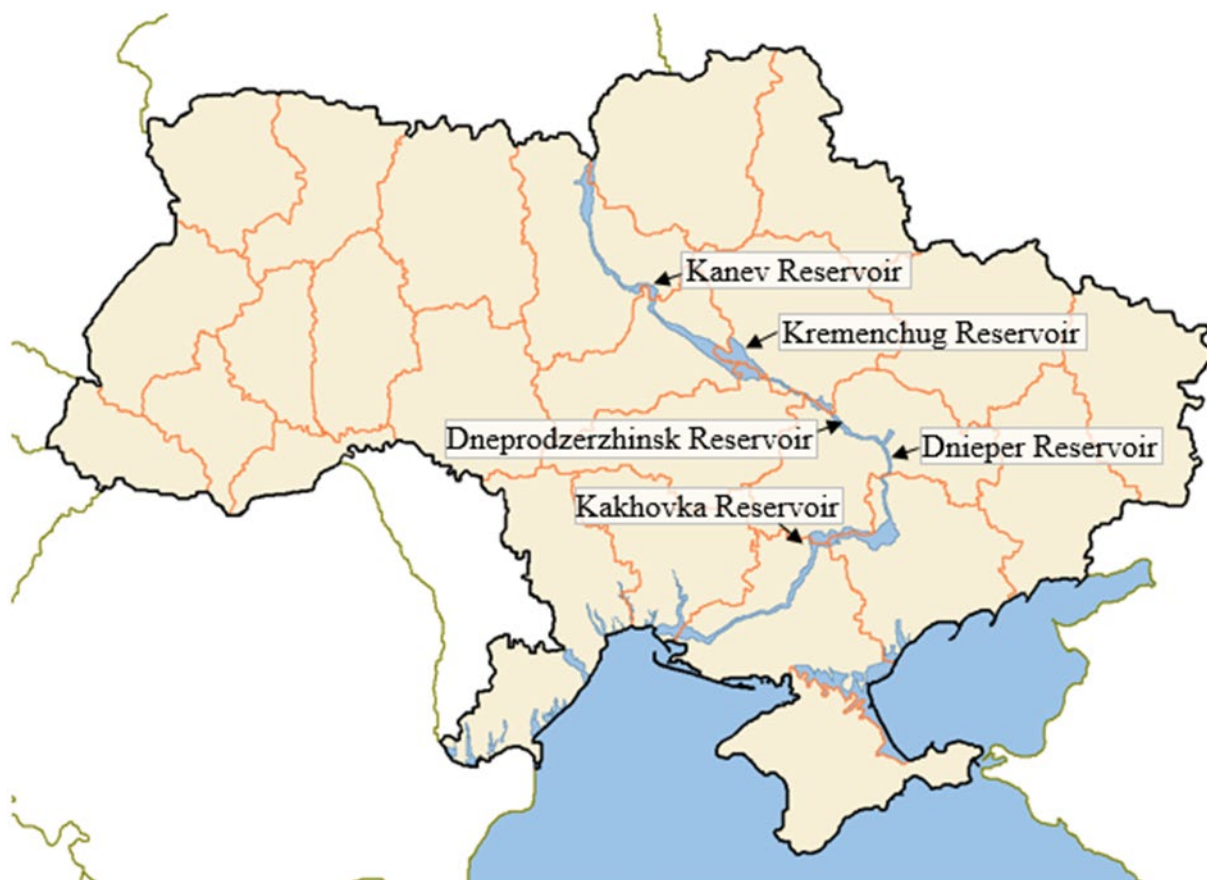 Kanev Reservoir
Kremenchug Reservoir
Dneprodzerzhinsk Reservoir
Dnieper Reservoir
Kakhovka Reservoir